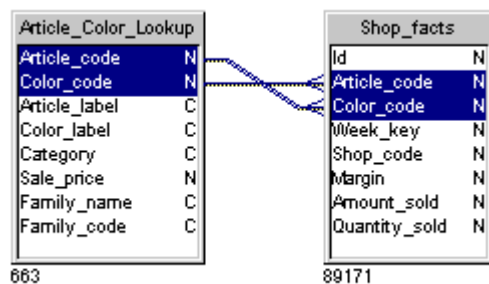 Article_Color_Lookup
Article_code N
Color_code N
Article_label C
Color_label C
Category C
Sale_price N
Family_name C
Family_code C
663
Shop_facts
Id N
Article_code N
Color_code N
Week_key N
Shop_code N
Margin N
Amount_sold N
Quantity_sold N
89171